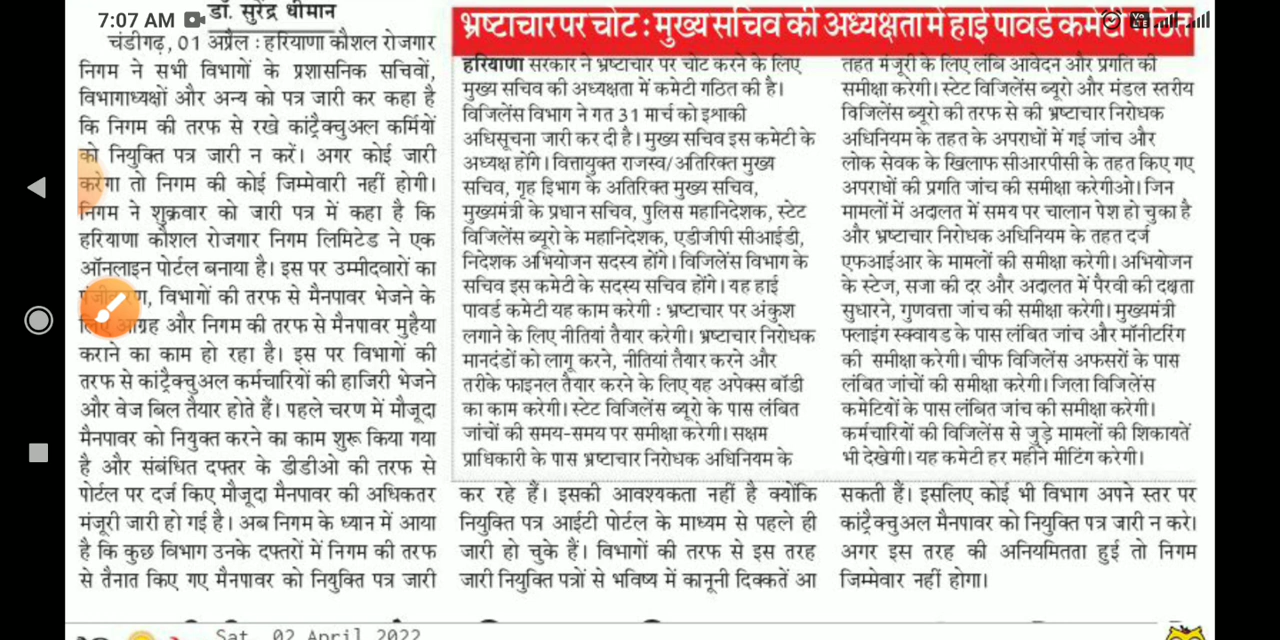 7:07 AM
डॉ. सुरेंद्र धीमान
चंडीगढ़, 01 अप्रैल : हरियाणा कौशल रोजगार
निगम ने सभी विभागों के प्रशासनिक सचिवों,
विभागाध्यक्षों और अन्य को पत्र जारी कर कहा है
कि निगम की तरफ से रखे कांट्रैक्चुअल कर्मियों
को नियुक्ति पत्र जारी न करें। अगर कोई जारी
करेगा तो निगम की कोई जिम्मेवारी नहीं होगी।
निगम ने शुक्रवार को जारी पत्र में कहा है कि
हरियाणा कौशल रोजगार निगम लिमिटेड ने एक
ऑनलाइन पोर्टल बनाया है। इस पर उम्मीदवारों का
पंजीकरण, विभागों की तरफ से मैनपावर भेजने के
लिए आग्रह और निगम की तरफ से मैनपावर मुहैया
कराने का काम हो रहा है। इस पर विभागों की
तरफ से कांट्रैक्चुअल कर्मचारियों की हाजिरी भेजने
और वेज बिल तैयार होते हैं। पहले चरण में मौजूदा
मैनपावर को नियुक्त करने का काम शुरू किया गया
है और संबंधित दफ्तर के डीडीओ की तरफ से
पोर्टल पर दर्ज किए मौजूदा मैनपावर की अधिकतर
मंजूरी जारी हो गई है। अब निगम के ध्यान में आया
है कि कुछ विभाग उनके दफ्तरों में निगम की तरफ
से तैनात किए गए मैनपावर को नियुक्ति पत्र जारी
भ्रष्टाचार पर चोट : मुख्य सचिव की अध्यक्षता में हाई पावर्ड कमेटी गठित
हरियाणा सरकार ने भ्रष्टाचार पर चोट करने के लिए
मुख्य सचिव की अध्यक्षता में कमेटी गठित की है।
विजिलेंस विभाग ने गत 31 मार्च को इशाकी
अधिसूचना जारी कर दी है। मुख्य सचिव इस कमेटी के
अध्यक्ष होंगे। वित्तायुक्त राजस्व/अतिरिक्त मुख्य
सचिव, गृह इिभाग के अतिरिक्त मुख्य सचिव,
मुख्यमंत्री के प्रधान सचिव, पुलिस महानिदेशक, स्टेट
विजिलेंस ब्यूरो के महानिदेशक, एडीजीपी सीआईडी,
निदेशक अभियोजन सदस्य होंगे। विजिलेंस विभाग के
सचिव इस कमेटी के सदस्य सचिव होंगे। यह हाई
पावर्ड कमेटी यह काम करेगी : भ्रष्टाचार पर अंकुश
लगाने के लिए नीतियां तैयार करेगी। भ्रष्टाचार निरोधक
मानदंडों को लागू करने, नीतियां तैयार करने और
तरीके फाइनल तैयार करने के लिए यह अपेक्स बॉडी
का काम करेगी। स्टेट विजिलेंस ब्यूरो के पास लंबित
जांचों की समय-समय पर समीक्षा करेगी। सक्षम
प्राधिकारी के पास भ्रष्टाचार निरोधक अधिनियम के
तहत मंजूरी के लिए लंबि आवेदन और प्रगति की
समीक्षा करेगी। स्टेट विजिलेंस ब्यूरो और मंडल स्तरीय
विजिलेंस ब्यूरो की तरफ से की भ्रष्टाचार निरोधक
अधिनियम के तहत के अपराधों में गई जांच और
लोक सेवक के खिलाफ सीआरपीसी के तहत किए गए
अपराधों की प्रगति जांच की समीक्षा करेगीओ। जिन
मामलों में अदालत में समय पर चालान पेश हो चुका है
और भ्रष्टाचार निरोधक अधिनियम के तहत दर्ज
एफआईआर के मामलों की समीक्षा करेगी। अभियोजन
के स्टेज, सजा की दर और अदालत में पैरवी की दक्षता
सुधारने, गुणवत्ता जांच की समीक्षा करेगी। मुख्यमंत्री
फ्लाइंग स्क्वायड के पास लंबित जांच और मॉनीटरिंग
की समीक्षा करेगी। चीफ विजिलेंस अफसरों के पास
लंबित जांचों की समीक्षा करेगी। जिला विजिलेंस
कमेटियों के पास लंबित जांच की समीक्षा करेगी।
कर्मचारियों की विजिलेंस से जुड़े मामलों की शिकायतें
भी देखेगी। यह कमेटी हर महीने मीटिंग करेगी।
कर रहे हैं। इसकी आवश्यकता नहीं है क्योंकि
नियुक्ति पत्र आईटी पोर्टल के माध्यम से पहले ही
जारी हो चुके हैं। विभागों की तरफ से इस तरह
जारी नियुक्ति पत्रों से भविष्य में कानूनी दिक्कतें आ
सकती हैं। इसलिए कोई भी विभाग अपने स्तर पर
कांट्रैक्चुअल मैनपावर को नियुक्ति पत्र जारी न करे।
अगर इस तरह की अनियमितता हुई तो निगम
जिम्मेवार नहीं होगा।
Sat, 02 April 2022